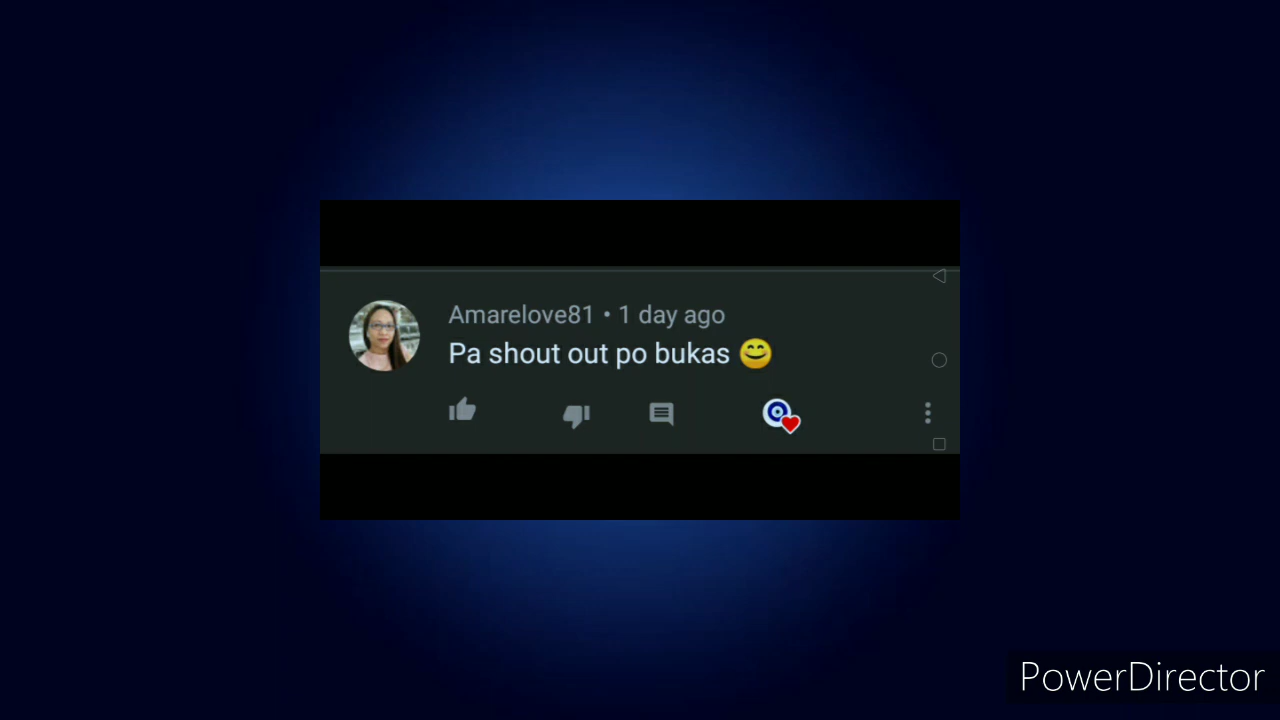 Amarelove81 • 1 day ago
Pa shout out po bukas 😊
PowerDirector